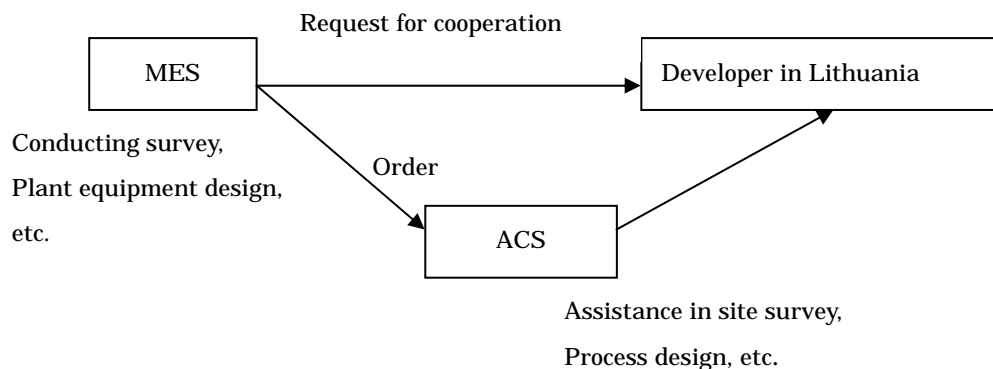 Request for cooperation
MES
Developer in Lithuania
Conducting survey,
Plant equipment design,
etc.
Order
ACS
Assistance in site survey,
Process design, etc.